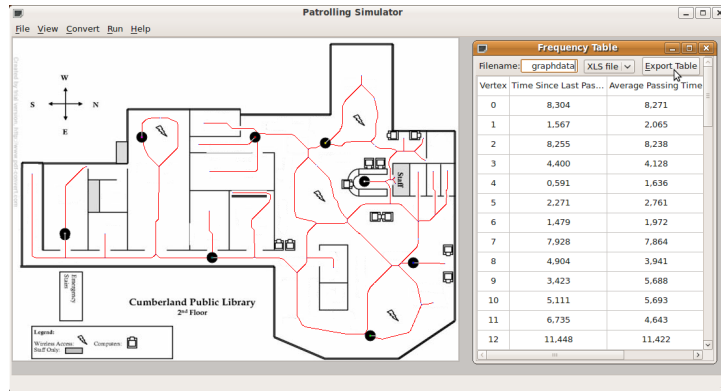 Patrolling Simulator
File View Convert Run Help
W
S N
E
Staff
Emergency
Stairs
Cumberland Public Library
2nd Floor
Legend:
Wireless Access: Computers:
Staff Only:
Frequency Table
Filename: graphdata XLS file Export Table
Vertex Time Since Last Pas... Average Passing Time
0 8,304 8,271
1 1,567 2,065
2 8,255 8,238
3 4,400 4,128
4 0,591 1,636
5 2,271 2,761
6 1,479 1,972
7 7,928 7,864
8 4,904 3,941
9 3,423 5,688
10 5,111 5,693
11 6,735 4,643
12 11,448 11,422